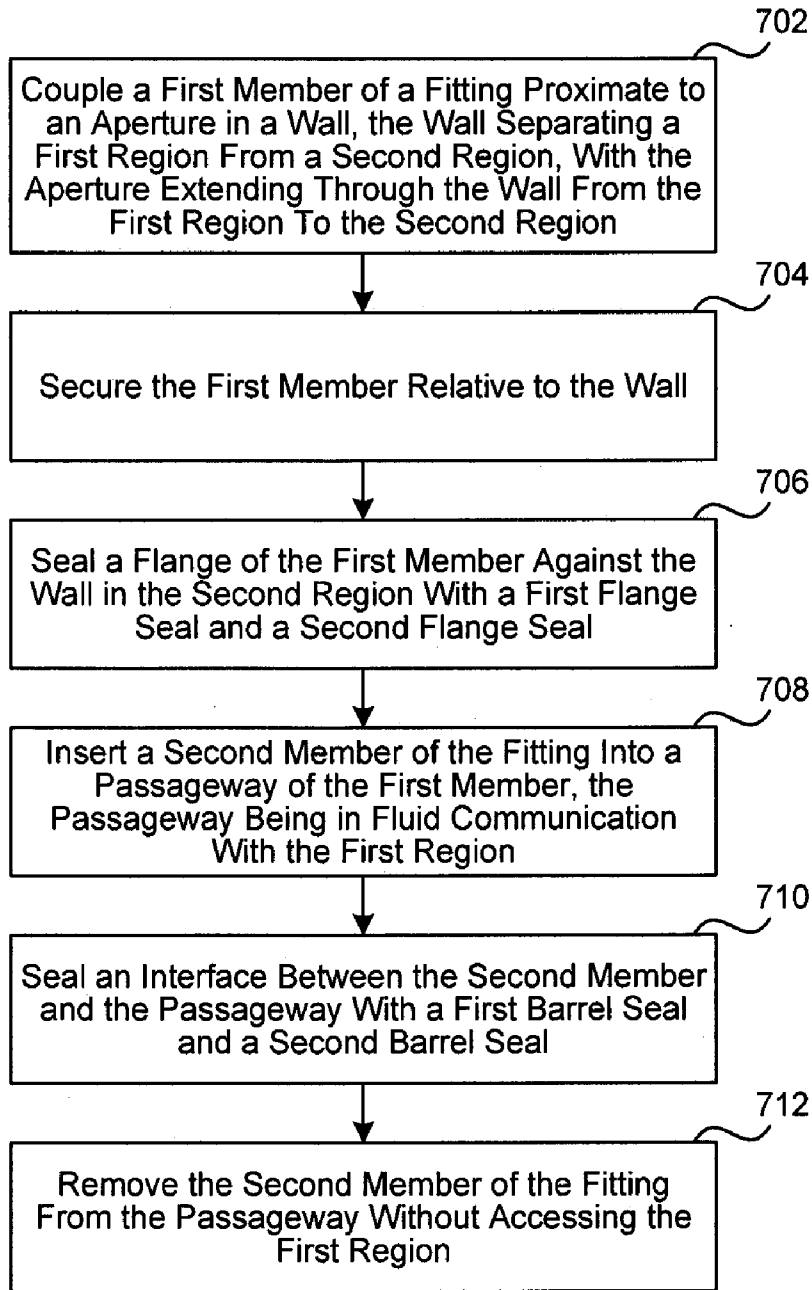 702
Couple a First Member of a Fitting Proximate to
an Aperture in a Wall, the Wall Separating a
First Region From a Second Region, With the
Aperture Extending Through the Wall From the
First Region To the Second Region
704
Secure the First Member Relative to the Wall
706
Seal a Flange of the First Member Against the
Wall in the Second Region With a First Flange
Seal and a Second Flange Seal
708
Insert a Second Member of the Fitting Into a
Passageway of the First Member, the
Passageway Being in Fluid Communication
With the First Region
710
Seal an Interface Between the Second Member
and the Passageway With a First Barrel Seal
and a Second Barrel Seal
712
Remove the Second Member of the Fitting
From the Passageway Without Accessing the
First Region